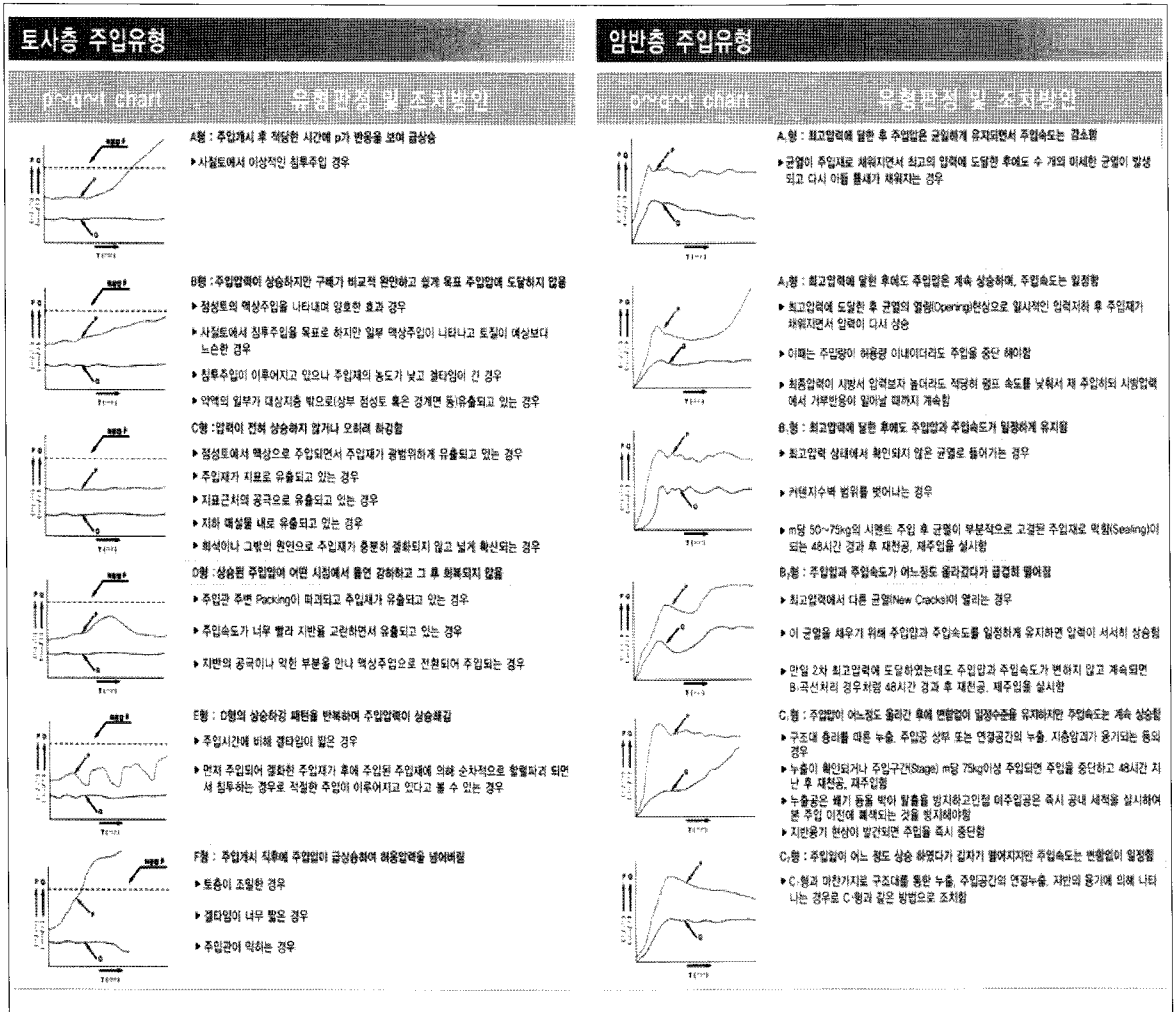 토사층 주입유형
p~q~t chart
유형판정 및 조치방안
A형 : 주입개시 후 적당한 시간에 p가 반응을 보여 급상승
▶사질토에서 이상적인 침투주입 경우
P Q
P
Q
T(min)
B형 : 주입압력이 상승하지만 구배가 비교적 완만하고 쉽게 목표 주입압에 도달하지 않음
▶점성토의 맥상주입을 나타내며 양호한 효과 경우
▶사질토에서 침투주입을 목표로 하지만 일부 맥상주입이 나타나고 토질이 예상보다
느슨한 경우
▶침투주입이 이루어지고 있으나 주입재의 농도가 낮고 겔타임이 긴 경우
▶약액의 일부가 대상지층 밖으로(상부 점성토 혹은 경계면 등)유출되고 있는 경우
P Q
P
Q
T(min)
C형 : 압력이 전혀 상승하지 않거나 오히려 하강함
▶점성토에서 맥상으로 주입되면서 주입재가 광범위하게 유출되고 있는 경우
▶주입재가 지표로 유출되고 있는 경우
▶지표근처의 공극으로 유출되고 있는 경우
▶지하 매설물 내로 유출되고 있는 경우
▶희석이나 그밖의 원인으로 주입재가 충분히 겔화되지 않고 넓게 확산되는 경우
P Q
P
Q
T(min)
D형 : 상승된 주입압이 어떤 시점에서 돌연 강하하고 그 후 회복되지 않음
▶주입관 주변 Packing이 파괴되고 주입재가 유출되고 있는 경우
▶주입속도가 너무 빨라 지반을 교란하면서 유출되고 있는 경우
▶지반의 공극이나 약한 부분을 만나 맥상주입으로 전환되어 주입되는 경우
P Q
P
Q
T(min)
E형 : D형의 상승하강 패턴을 반복하며 주입압력이 상승해감
▶주입시간에 비해 겔타임이 짧은 경우
▶먼저 주입되어 겔화한 주입재가 후에 주입된 주입재에 의해 순차적으로 할렬파괴 되면
서 침투하는 경우로 적절한 주입이 이루어지고 있다고 볼 수 있는 경우
P Q
P
Q
T(min)
F형 : 주입개시 직후에 주입압이 급상승하여 허용압력을 넘어버림
▶토층이 조밀한 경우
▶겔타임이 너무 짧은 경우
▶주입관이 막히는 경우
P Q
P
Q
T(min)
암반층 주입유형
p~q~t chart
유형판정 및 조치방안
A₁형 : 최고압력에 달한 후 주입압은 균일하게 유지되면서 주입속도는 감소함
▶균열이 주입재로 채워지면서 최고의 압력에 도달한 후에도 수 개의 미세한 균열이 발생
되고 다시 이들 틈새가 채워지는 경우
P Q
P
Q
T(min)
A₂형 : 최고압력에 달한 후에도 주입압은 계속 상승하며, 주입속도는 일정함
▶최고압력에 도달한 후 균열의 열림(Opening)현상으로 일시적인 압력저하 후 주입재가
채워지면서 압력이 다시 상승
▶이때는 주입량이 허용량 이내이더라도 주입을 중단 해야함
▶최종압력이 시방서 압력보자 높더라도 적당히 펌프 속도를 낮춰서 재 주입하되 시방압력
에서 거부반응이 일어날 때까지 계속함
P Q
P
Q
T(min)
B₁형 : 최고압력에 달한 후에도 주입압과 주입속도가 일정하게 유지됨
▶최고압력 상태에서 확인되지 않은 균열로 들어가는 경우
▶커텐지수벽 범위를 벗어나는 경우
▶m당 50~75kg의 시멘트 주입 후 균열이 부분적으로 고결된 주입재로 막힘(Sealing)이
되는 48시간 경과 후 재천공, 재주입을 실시함
P Q
P
Q
T(min)
B₂형 : 주입압과 주입속도가 어느정도 올라갔다가 급격히 떨어짐
▶최고압력에서 다른 균열(New Cracks)이 열리는 경우
▶이 균열을 채우기 위해 주입압과 주입속도를 일정하게 유지하면 압력이 서서히 상승함
▶만일 2차 최고압력에 도달하였는데도 주입압과 주입속도가 변하지 않고 계속되면
B₁곡선처리 경우처럼 48시간 경과 후 재천공, 재주입을 실시함
P Q
P
Q
T(min)
C₁형 : 주입압이 어느정도 올라간 후에 변함없이 일정수준을 유지하지만 주입속도는 계속 상승함
▶구조대 층리를 따른 누출, 주입공 상부 또는 연결공간의 누출, 지층암괴가 융기되는 등의
경우
▶누출이 확인되거나 주입구간(Stage) m당 75kg이상 주입되면 주입을 중단하고 48시간 지
난 후 재천공, 재주입함
▶누출공은 쐐기 등을 박아 탈출을 방지하고인접 미주입공은 즉시 공내 세척을 실시하여
본 주입 이전에 폐색되는 것을 방지해야함
▶지반융기 현상이 발견되면 주입을 즉시 중단함
P Q
P
Q
T(min)
C₂형 : 주입압이 어느 정도 상승 하였다가 갑자기 떨어지지만 주입속도는 변함없이 일정함
▶C₁형과 마찬가지로 구조대를 통한 누출, 주입공간의 연결누출, 지반의 융기에 의해 나타
나는 경우로 C₁형과 같은 방법으로 조치함
P Q
P
Q
T(min)